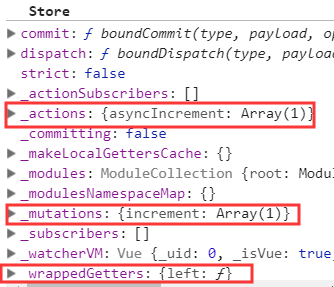 Store
commit: ƒ boundCommit(type, payload, op
dispatch: ƒ boundDispatch(type, payload
strict: false
_actionSubscribers: []
_actions: {asyncIncrement: Array(1)}
_committing: false
_makeLocalGettersCache: {}
_modules: ModuleCollection {root: Modul
_modulesNamespaceMap: {}
_mutations: {increment: Array(1)}
_subscribers: []
_watcherVM: Vue {_uid: 0, _isVue: true,
_wrappedGetters: {left: ƒ}